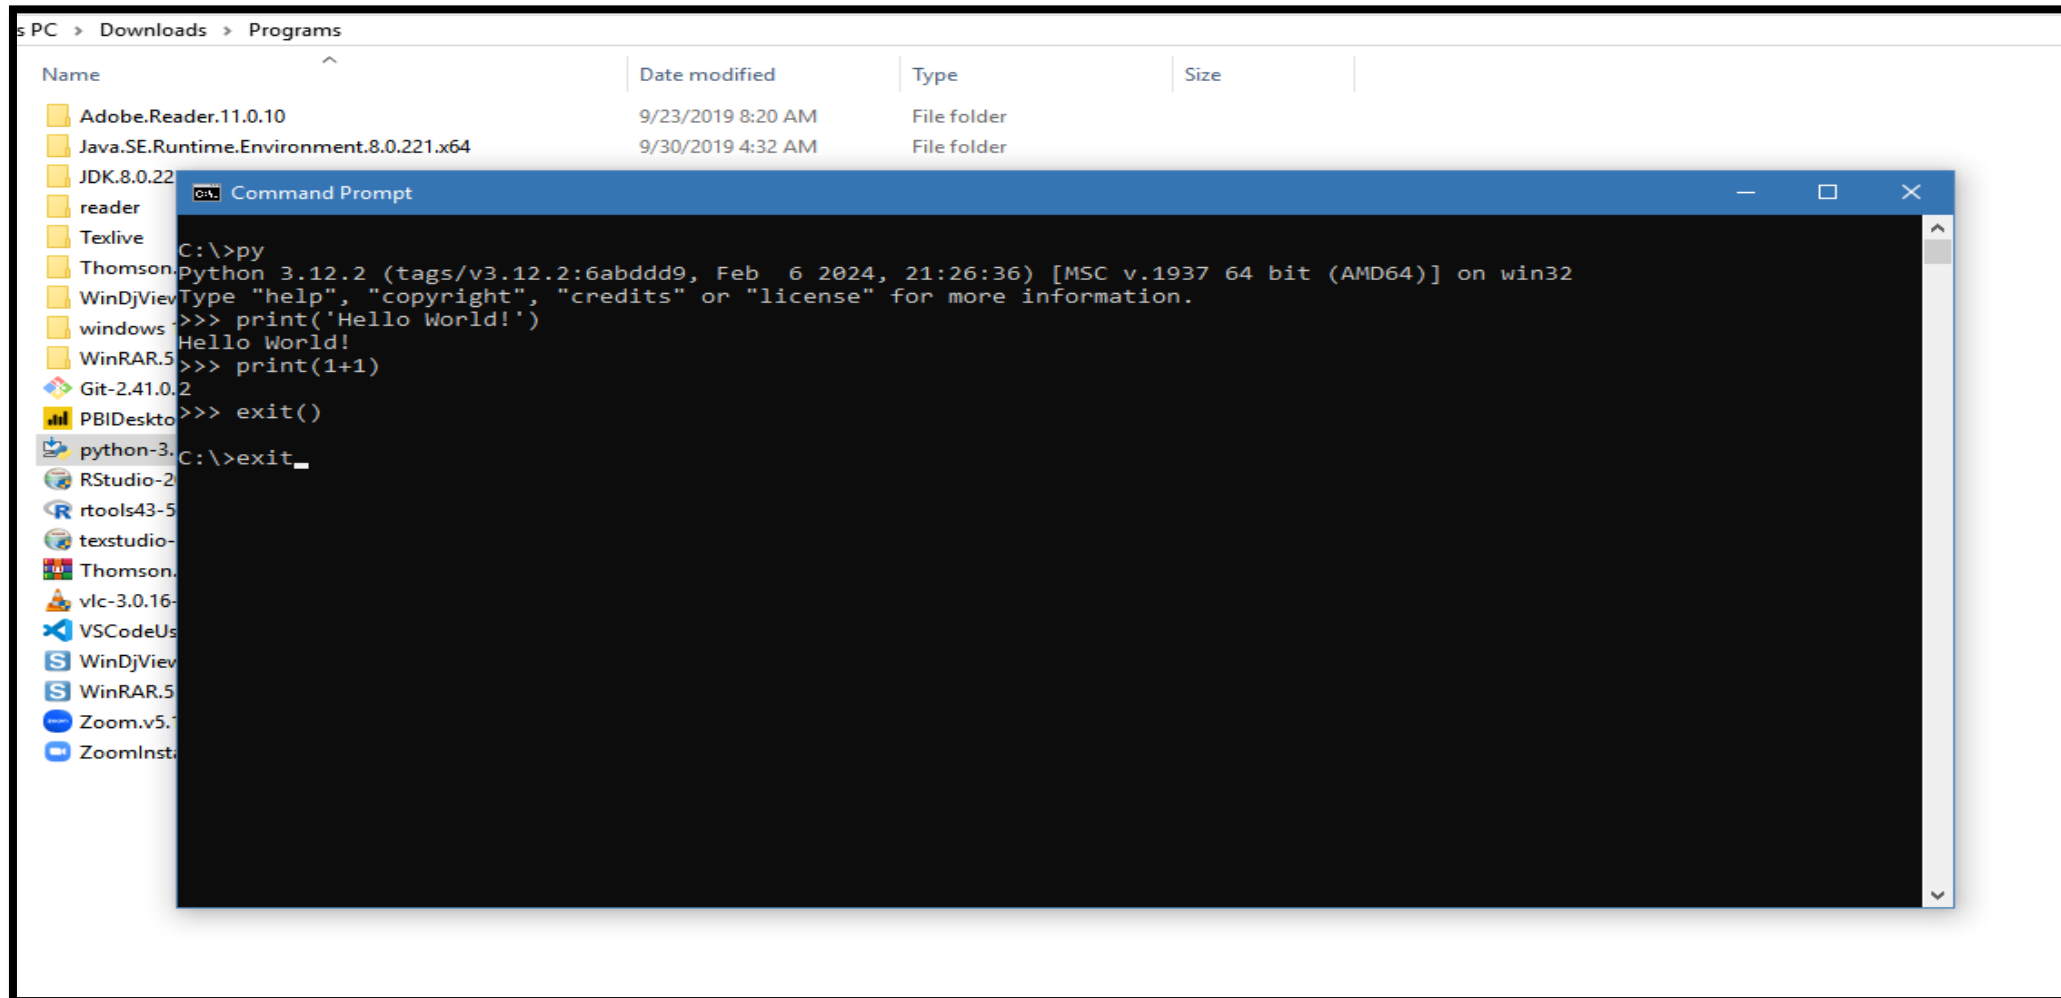 s PC > Downloads > Programs
Name Date modified Type Size
Adobe.Reader.11.0.10 9/23/2019 8:20 AM File folder
Java.SE.Runtime.Environment.8.0.221.x64 9/30/2019 4:32 AM File folder
JDK.8.0.22
reader
Texlive
Thomson.
WinDjView
windows
WinRAR.5
Git-2.41.0.
PBIDeskto
python-3.
RStudio-2
rtools43-5
texstudio-
Thomson.
vlc-3.0.16-
VSCodeUs
WinDjView
WinRAR.5
Zoom.v5.
ZoomInsta
Command Prompt
C:\>py
Python 3.12.2 (tags/v3.12.2:6abddd9, Feb  6 2024, 21:26:36) [MSC v.1937 64 bit (AMD64)] on win32
Type "help", "copyright", "credits" or "license" for more information.
>>> print('Hello World!')
Hello World!
>>> print(1+1)
2
>>> exit()
C:\>exit